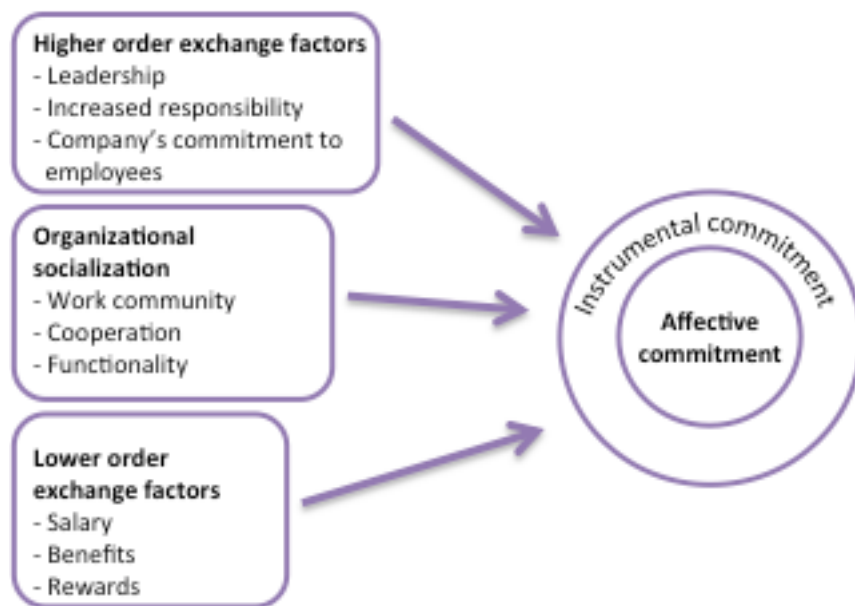 Higher order exchange factors
- Leadership
- Increased responsibility
- Company's commitment to
employees
Organizational
socialization
- Work community
- Cooperation
- Functionality
Lower order
exchange factors
- Salary
- Benefits
- Rewards
Instrumental commitment
Affective
commitment